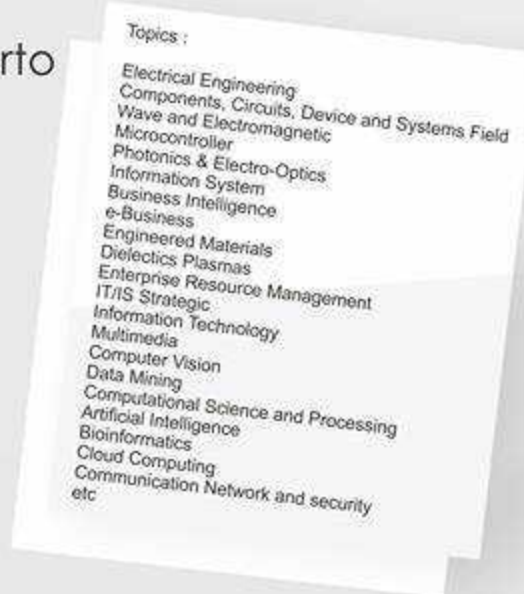 rto
Topics :
Electrical Engineering
Components, Circuits, Device and Systems Field
Wave and Electromagnetic
Microcontroller
Photonics & Electro-Optics
Information System
Business Intelligence
e-Business
Engineered Materials
Dielectics Plasmas
Enterprise Resource Management
IT/IS Strategic
Information Technology
Multimedia
Computer Vision
Data Mining
Computational Science and Processing
Artificial Intelligence
Bioinformatics
Cloud Computing
Communication Network and security
etc